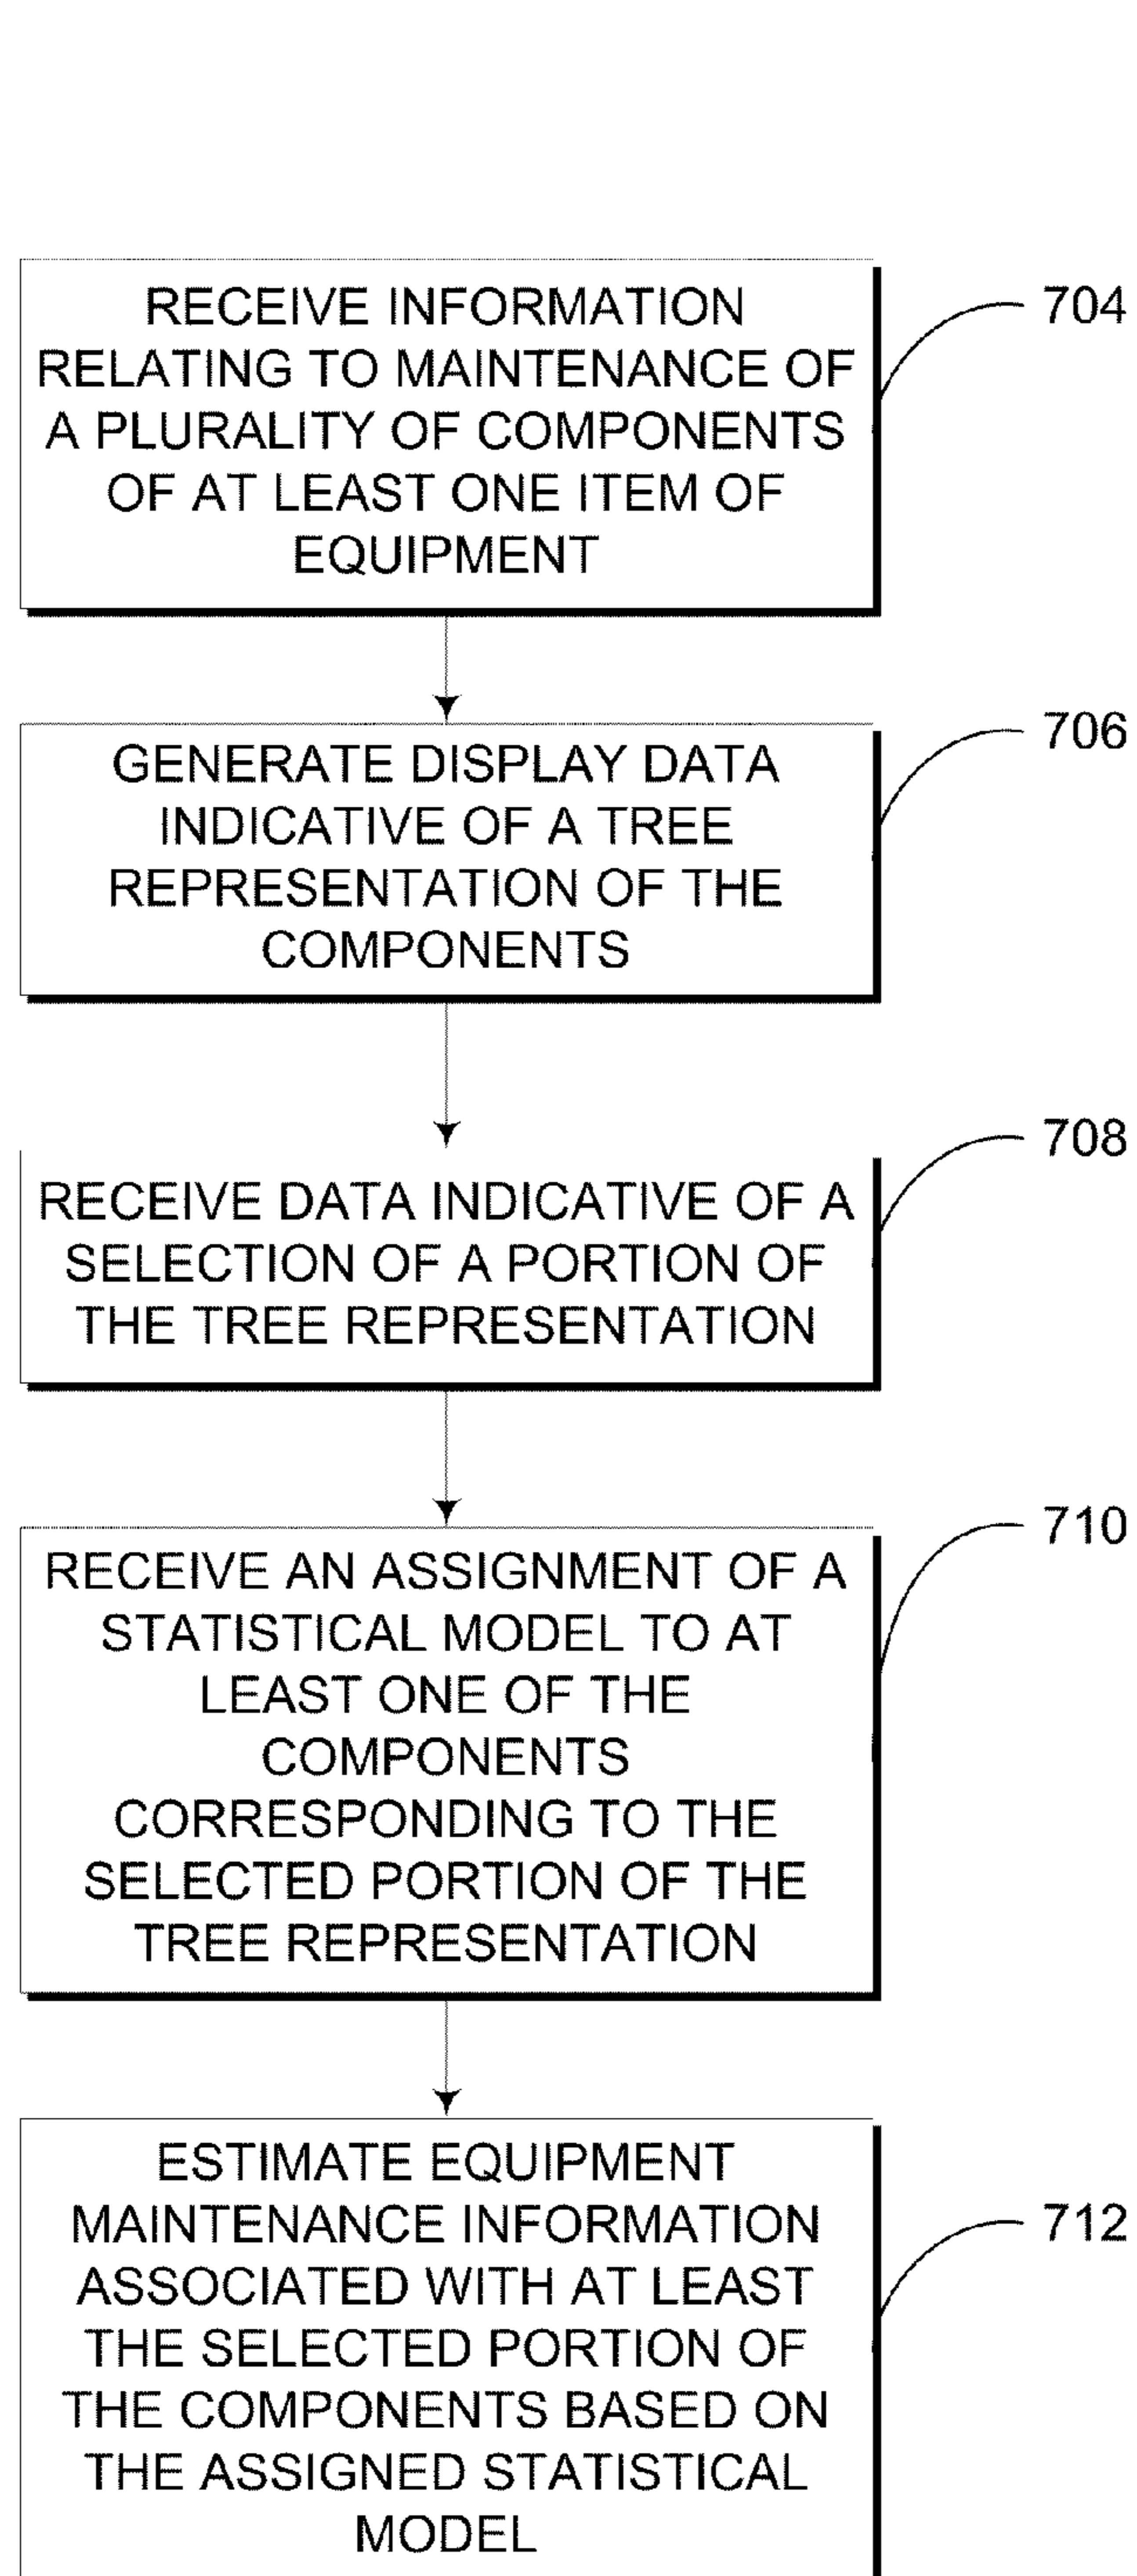 RECEIVE INFORMATION
RELATING TO MAINTENANCE OF
A PLURALITY OF COMPONENTS
OF AT LEAST ONE ITEM OF
EQUIPMENT
704
GENERATE DISPLAY DATA
INDICATIVE OF A TREE
REPRESENTATION OF THE
COMPONENTS
706
RECEIVE DATA INDICATIVE OF A
SELECTION OF A PORTION OF
THE TREE REPRESENTATION
708
RECEIVE AN ASSIGNMENT OF A
STATISTICAL MODEL TO AT
LEAST ONE OF THE
COMPONENTS
CORRESPONDING TO THE
SELECTED PORTION OF THE
TREE REPRESENTATION
710
ESTIMATE EQUIPMENT
MAINTENANCE INFORMATION
ASSOCIATED WITH AT LEAST
THE SELECTED PORTION OF
THE COMPONENTS BASED ON
THE ASSIGNED STATISTICAL
MODEL
712